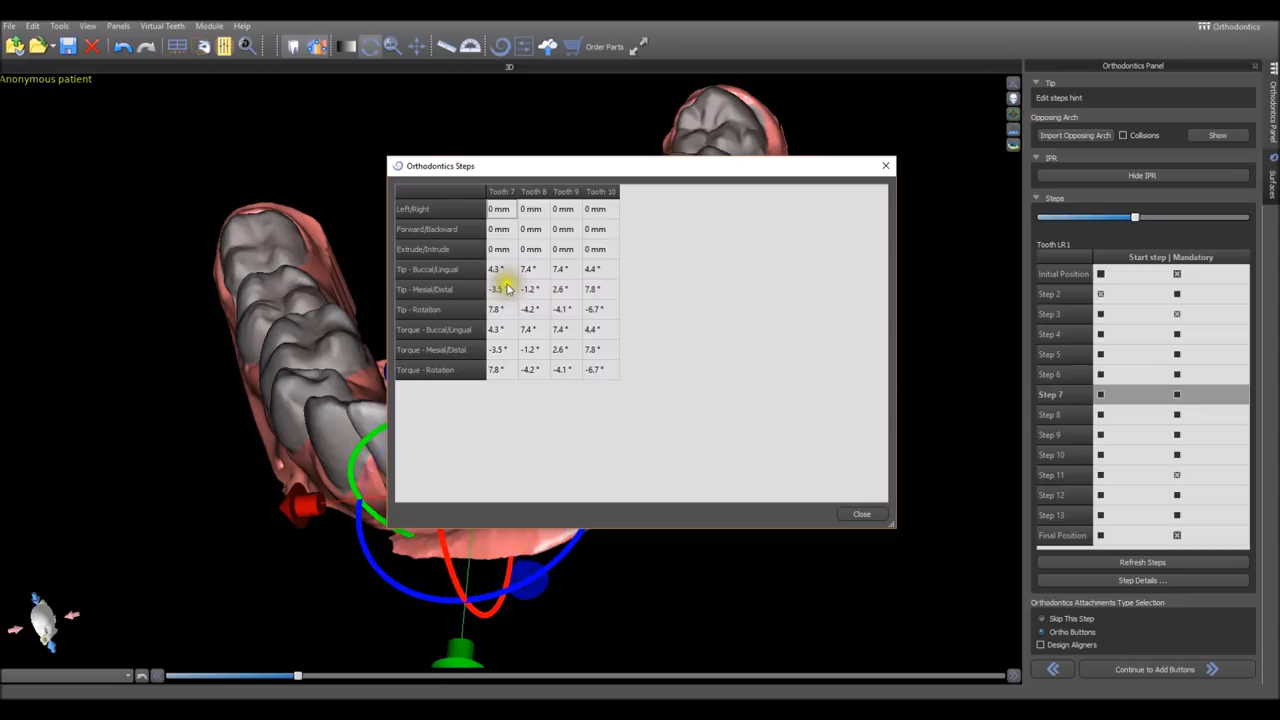 File Edit Tools View Panels Virtual Teeth Module Help
Orthodontics
Order Parts
3D
Anonymous patient
Orthodontics Steps
Tooth 7 Tooth 8 Tooth 9 Tooth 10
Left/Right 0 mm 0 mm 0 mm 0 mm
Forward/Backward 0 mm 0 mm 0 mm 0 mm
Extrude/Intrude 0 mm 0 mm 0 mm 0 mm
Tip - Buccal/Lingual 4.3 ° 7.4 ° 7.4 ° 4.4 °
Tip - Mesial/Distal -3.5 -1.2 ° 2.6 ° 7.8 °
Tip - Rotation 7.8 ° -4.2 ° -4.1 ° -6.7 °
Torque - Buccal/Lingual 4.3 ° 7.4 ° 7.4 ° 4.4 °
Torque - Mesial/Distal -3.5 ° -1.2 ° 2.6 ° 7.8 °
Torque - Rotation 7.8 ° -4.2 ° -4.1 ° -6.7 °
Close
Orthodontics Panel
Tip
Edit steps hint
Opposing Arch
Import Opposing Arch Collisions Show
IPR
Hide IPR
Steps
Tooth LR1
Start step | Mandatory
Initial Position
Step 2
Step 3
Step 4
Step 5
Step 6
Step 7
Step 8
Step 9
Step 10
Step 11
Step 12
Step 13
Final Position
Refresh Steps
Step Details ...
Orthodontics Attachments Type Selection
Skip This Step
Ortho Buttons
Design Aligners
Continue to Add Buttons
Orthodontics Panel
Surfaces